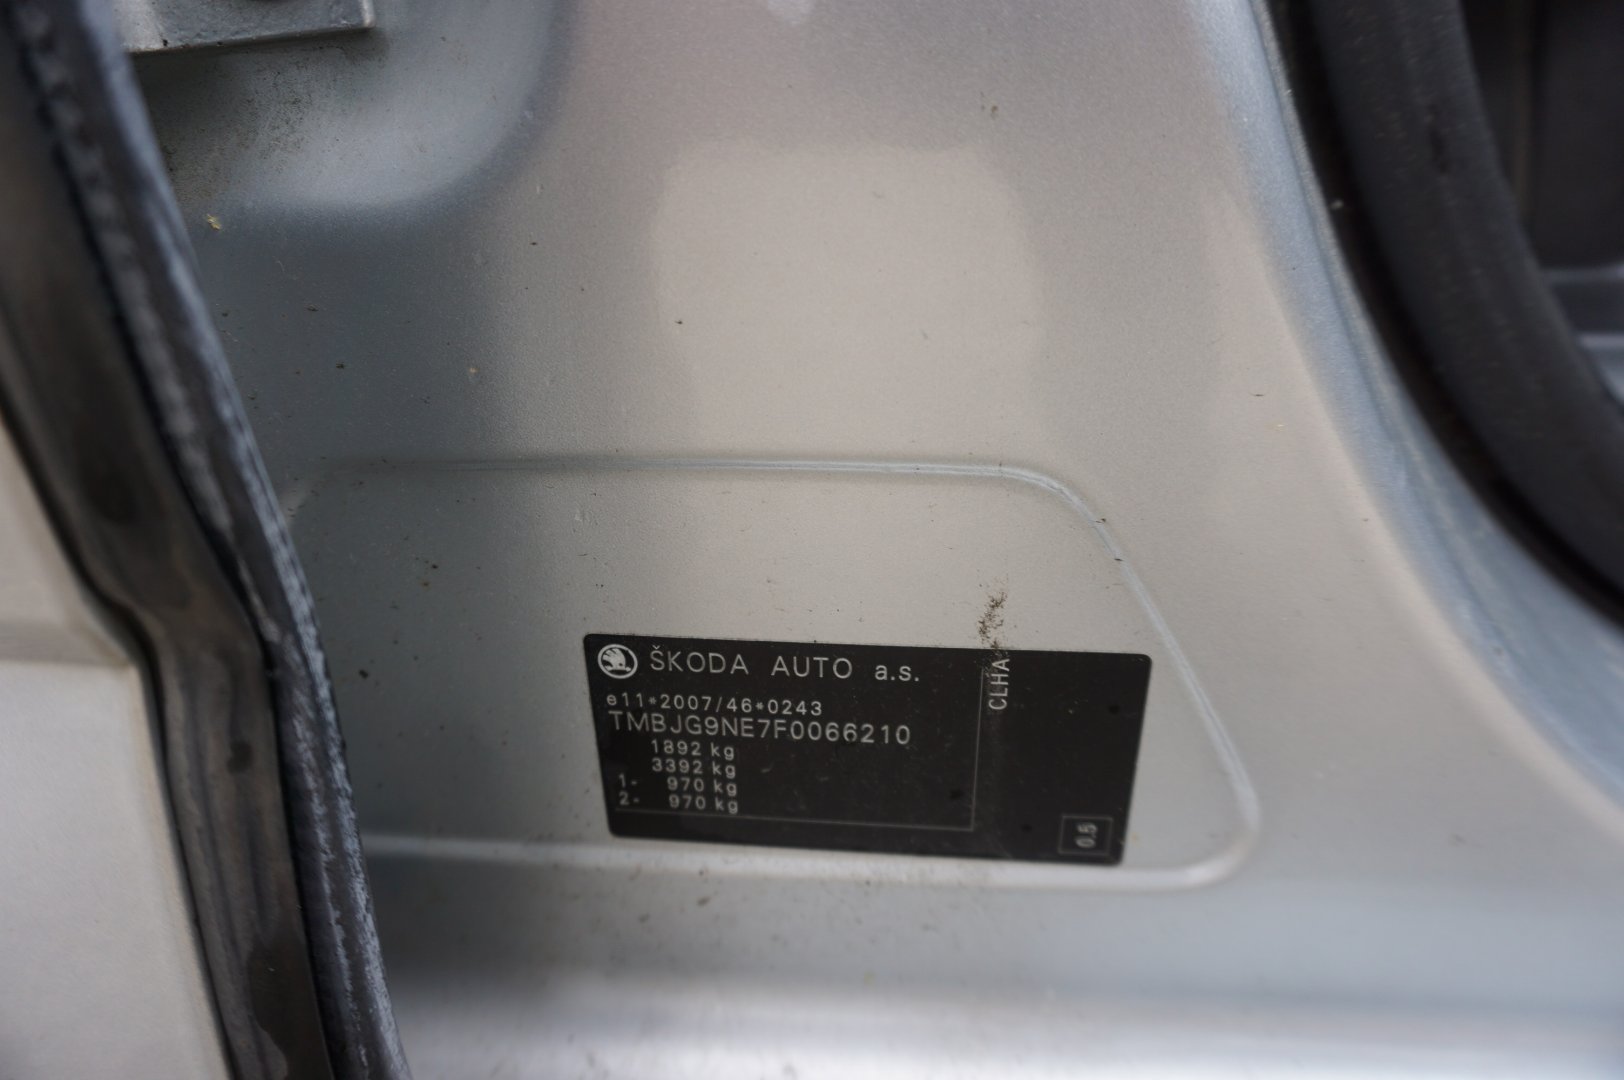 ŠKODA AUTO a.s.
e11*2007/46*0243
TMBJG9NE7F0066210
1892 kg
3392 kg
1- 970 kg
2- 970 kg
CLHA
0.5